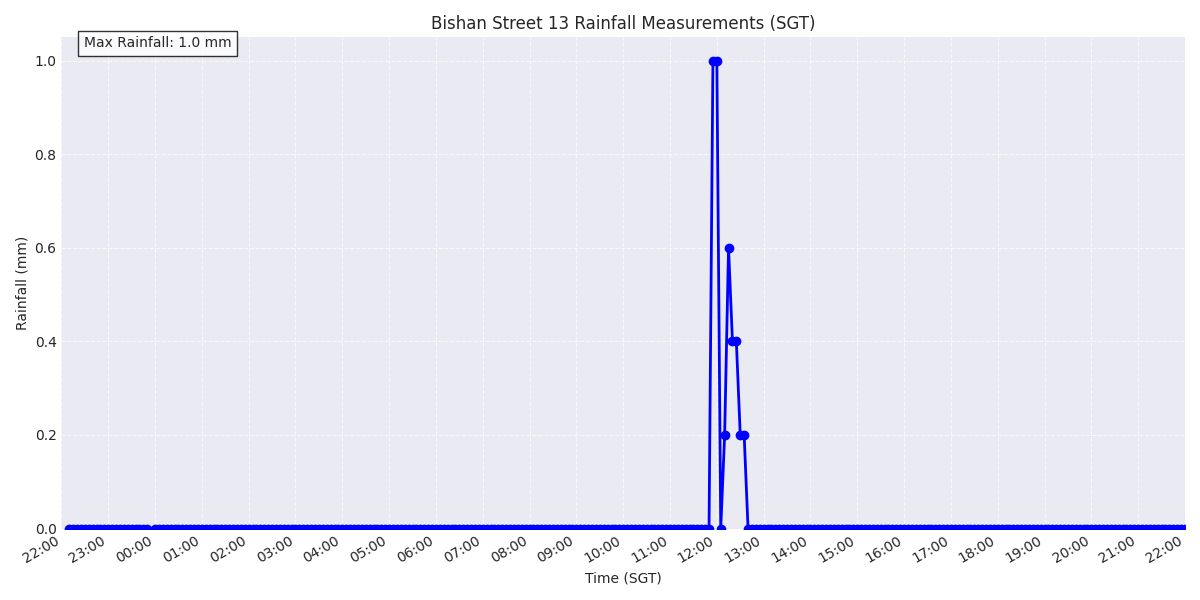 Bishan Street 13 Rainfall Measurements (SGT)
Max Rainfall: 1.0 mm
1.0
0.8
0.6
0.4
0.2
0.0
Rainfall (mm)
22:00 23:00 00:00 01:00 02:00 03:00 04:00 05:00 06:00 07:00 08:00 09:00 10:00 11:00 12:00 13:00 14:00 15:00 16:00 17:00 18:00 19:00 20:00 21:00 22:00
Time (SGT)